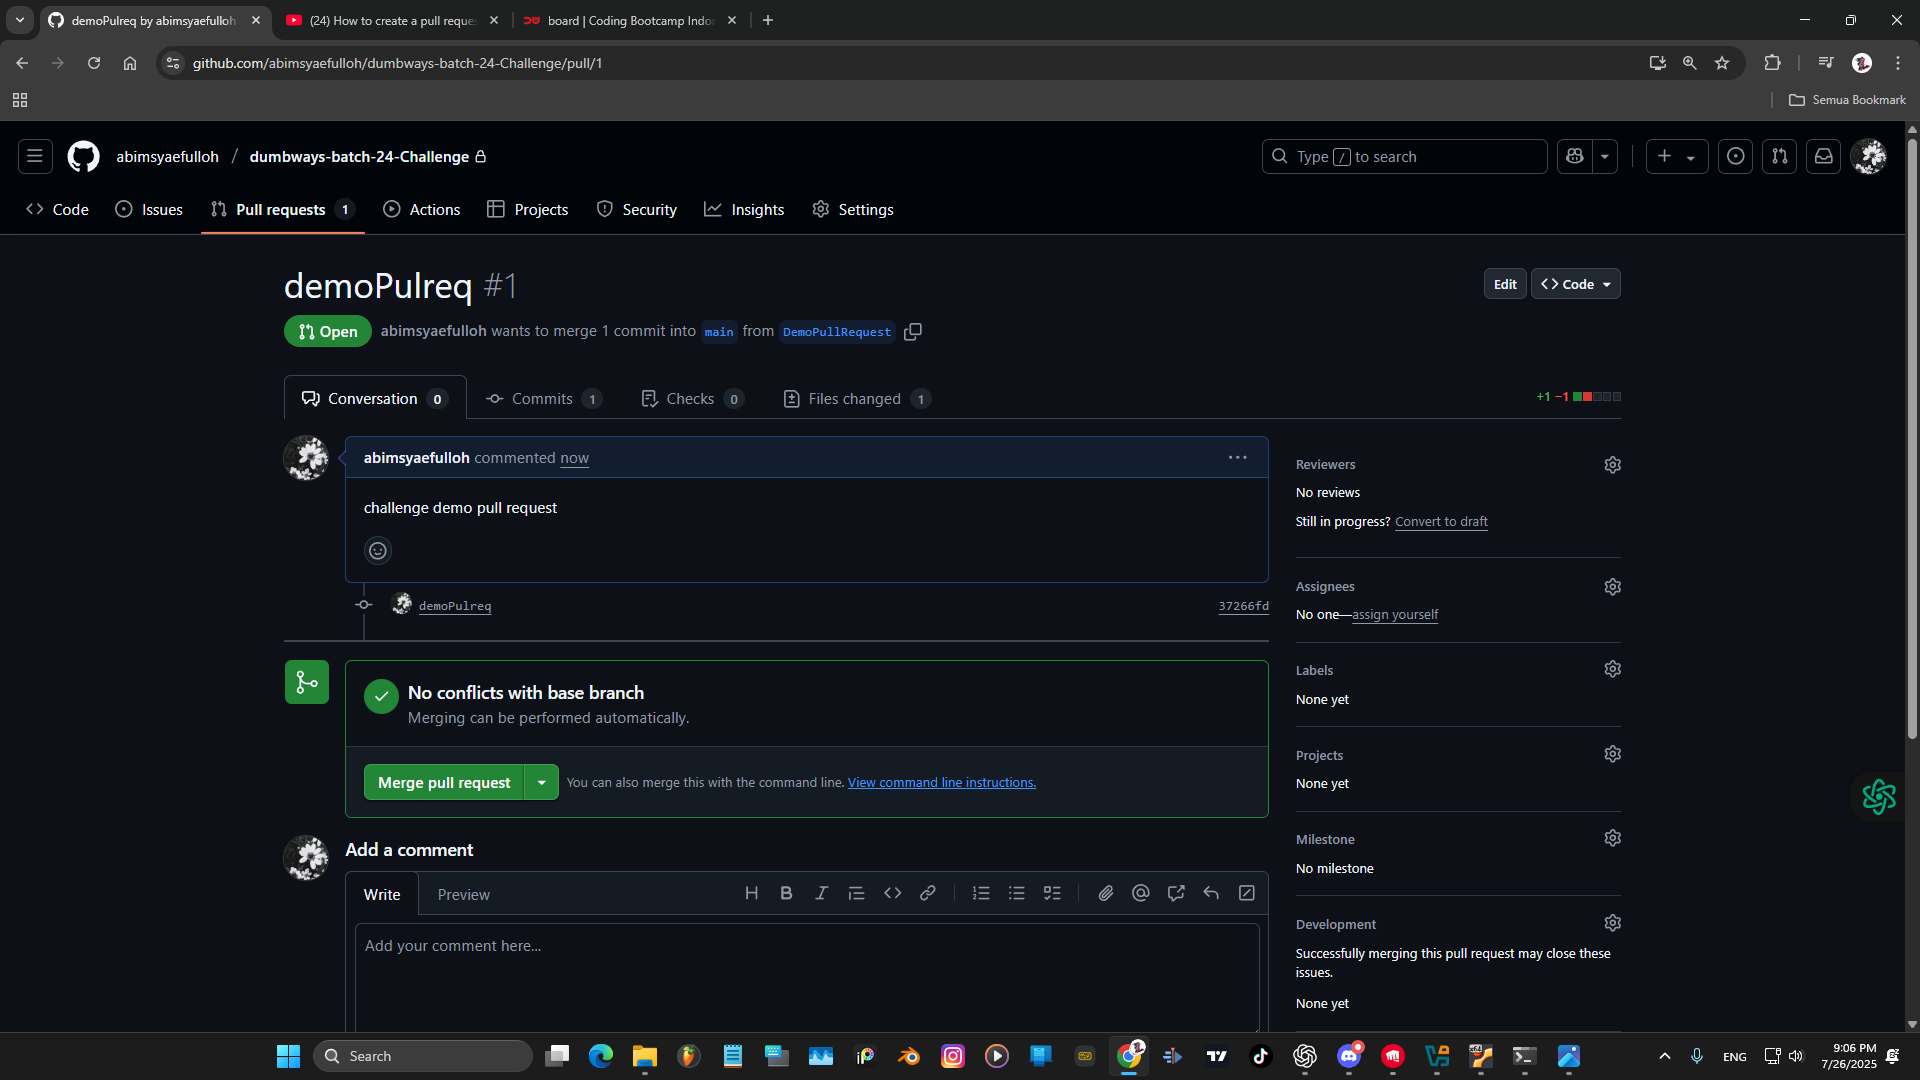 demoPulreq by abimsyaefulloh
(24) How to create a pull reques
board | Coding Bootcamp Indo
github.com/abimsyaefulloh/dumbways-batch-24-Challenge/pull/1
Semua Bookmark
abimsyaefulloh / dumbways-batch-24-Challenge
Type / to search
Code
Issues
Pull requests 1
Actions
Projects
Security
Insights
Settings
demoPulreq #1
Edit
<> Code
Open
abimsyaefulloh wants to merge 1 commit into main from DemoPullRequest
Conversation 0
Commits 1
Checks 0
Files changed 1
+1 −1
abimsyaefulloh commented now
challenge demo pull request
demoPulreq
37266fd
No conflicts with base branch
Merging can be performed automatically.
Merge pull request
You can also merge this with the command line. View command line instructions.
Add a comment
Write
Preview
Add your comment here...
Reviewers
No reviews
Still in progress? Convert to draft
Assignees
No one—assign yourself
Labels
None yet
Projects
None yet
Milestone
No milestone
Development
Successfully merging this pull request may close these
issues.
None yet
Search
ENG
9:06 PM
7/26/2025